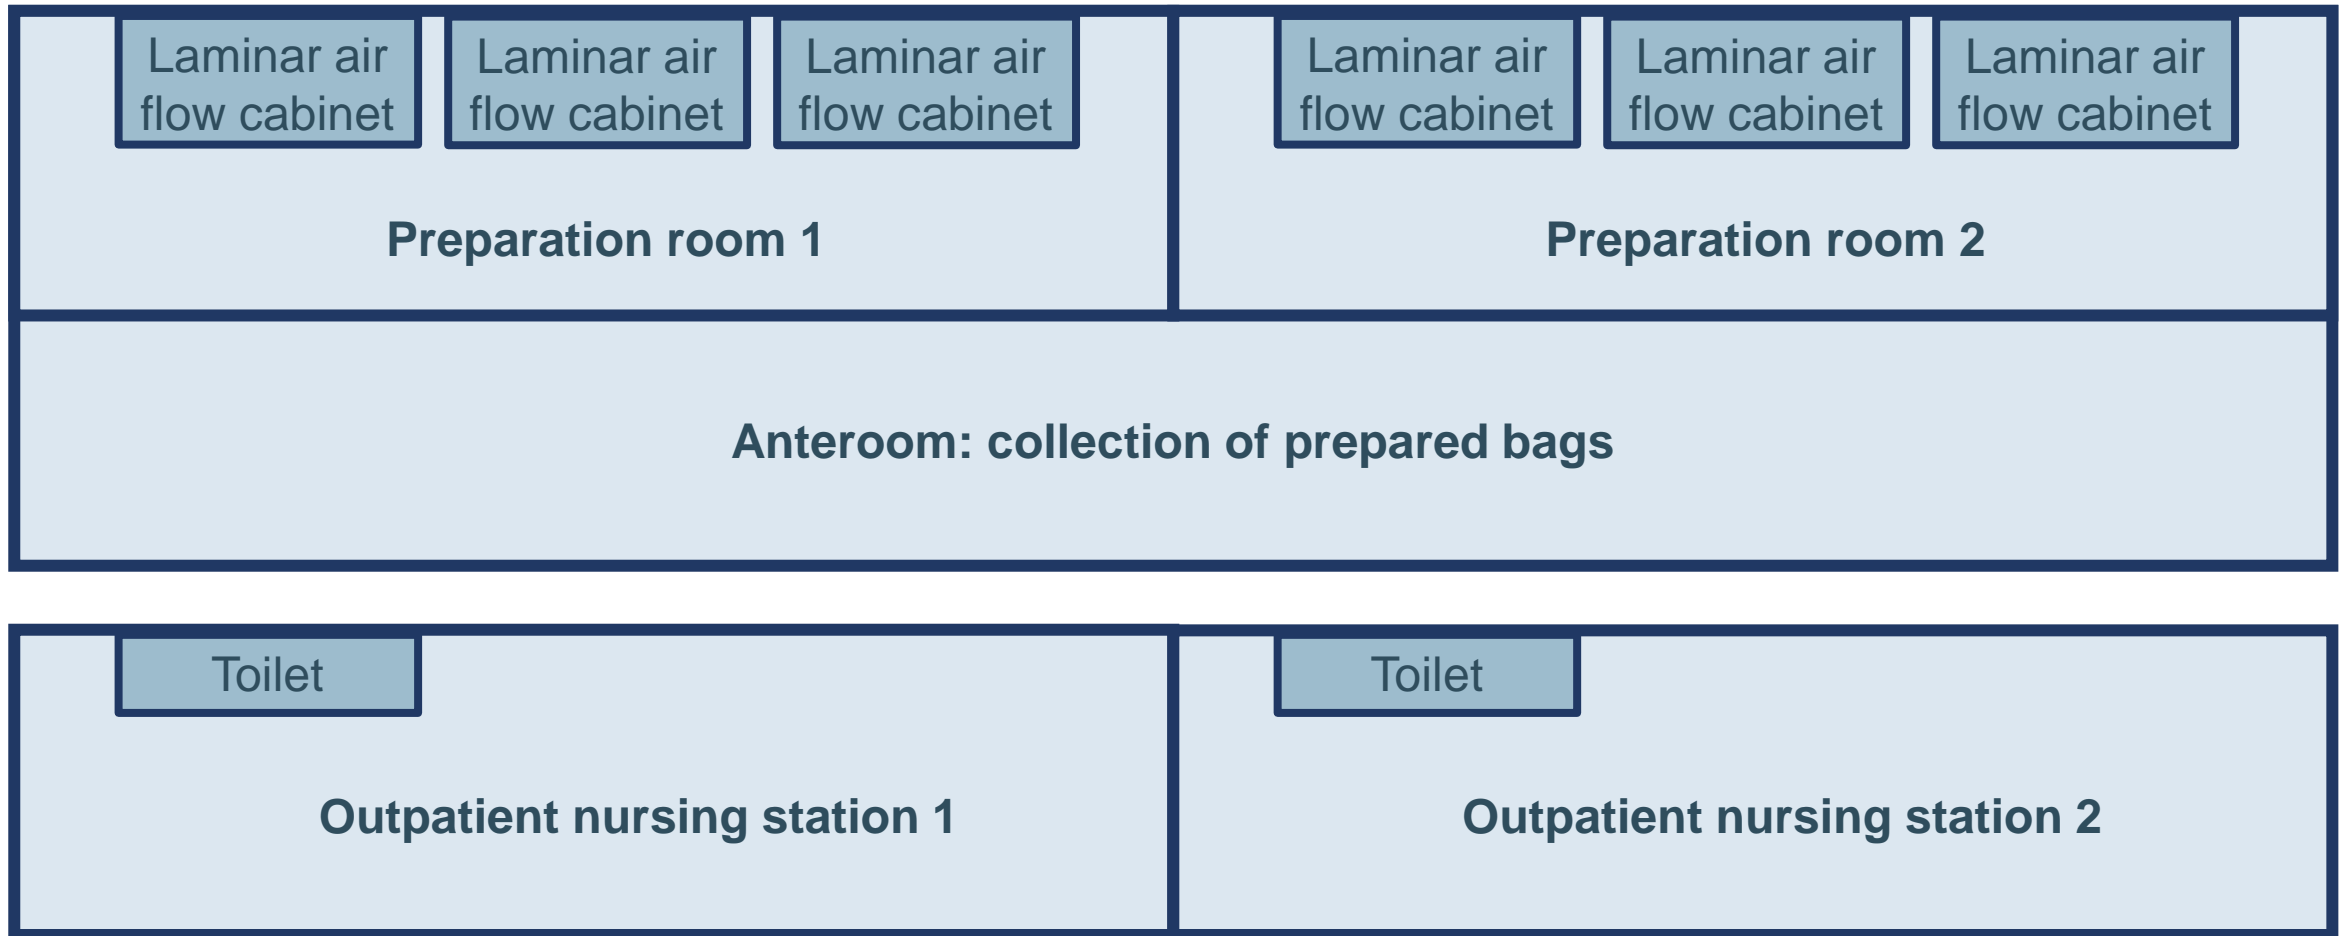 Laminar air
flow cabinet
Laminar air
flow cabinet
Laminar air
flow cabinet
Laminar air
flow cabinet
Laminar air
flow cabinet
Laminar air
flow cabinet
Preparation room 1
Preparation room 2
Anteroom: collection of prepared bags
Toilet
Toilet
Outpatient nursing station 1
Outpatient nursing station 2